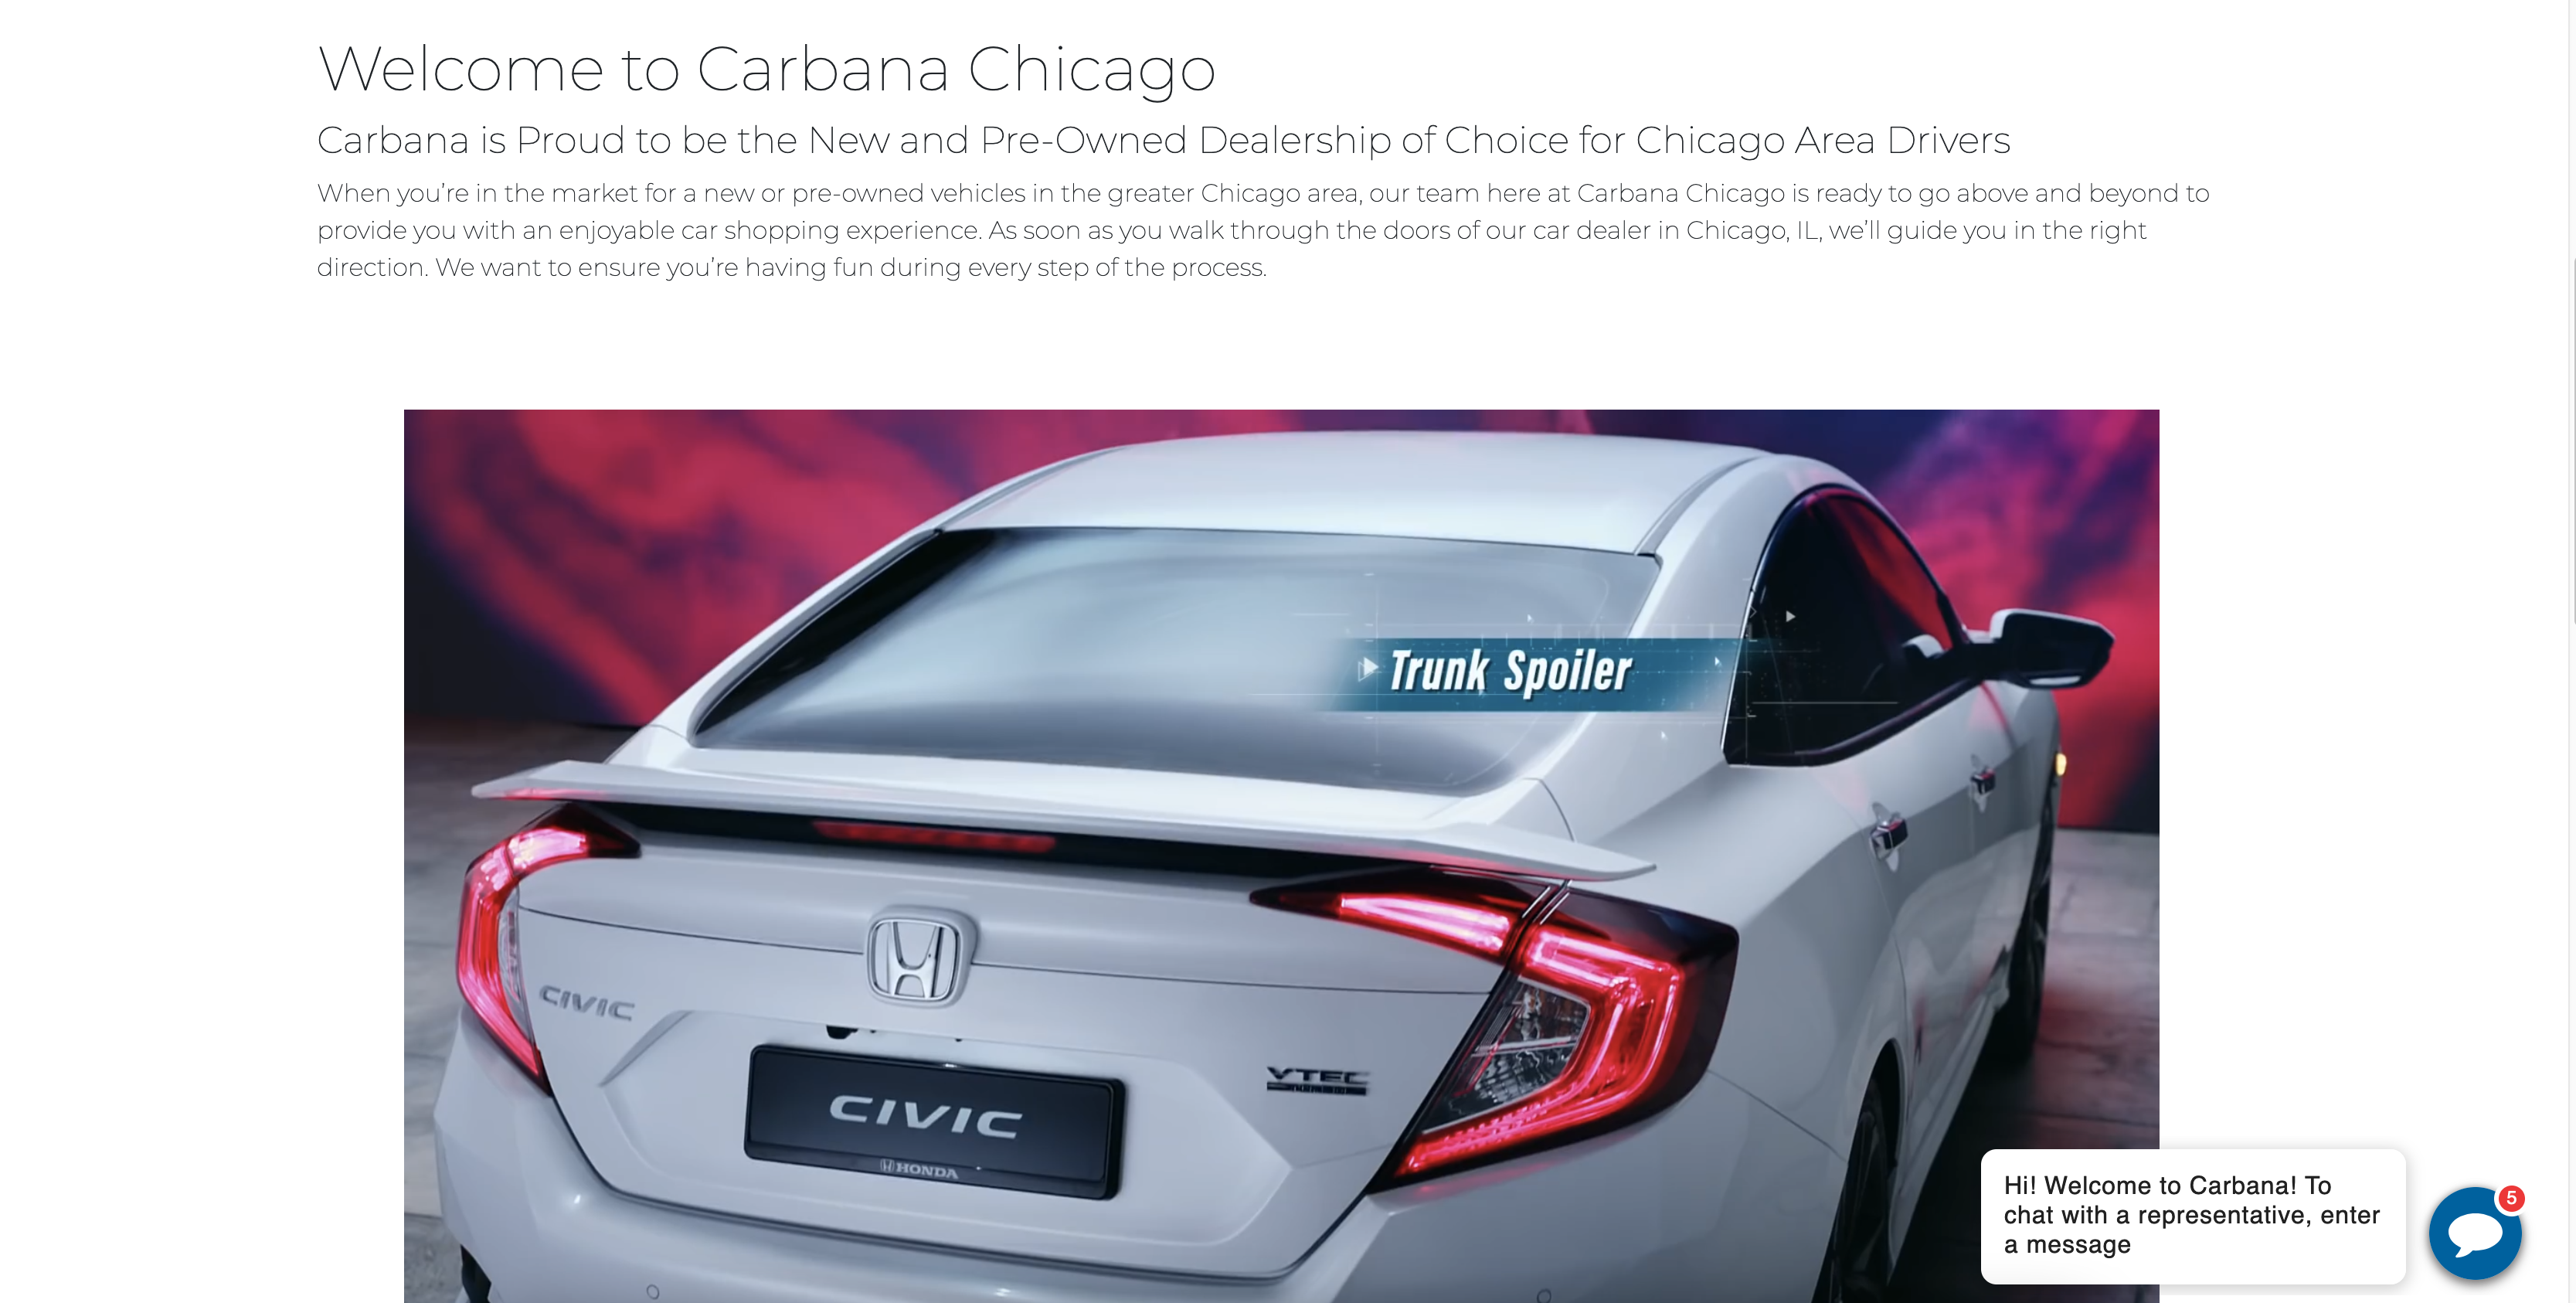 Welcome to Carbana Chicago
Carbana is Proud to be the New and Pre-Owned Dealership of Choice for Chicago Area Drivers
When you’re in the market for a new or pre-owned vehicles in the greater Chicago area, our team here at Carbana Chicago is ready to go above and beyond to
provide you with an enjoyable car shopping experience. As soon as you walk through the doors of our car dealer in Chicago, IL, we’ll guide you in the right
direction. We want to ensure you’re having fun during every step of the process.
Trunk Spoiler
CIVIC
VTEC
CIVIC
HONDA
Hi! Welcome to Carbana! To
chat with a representative, enter
a message
5